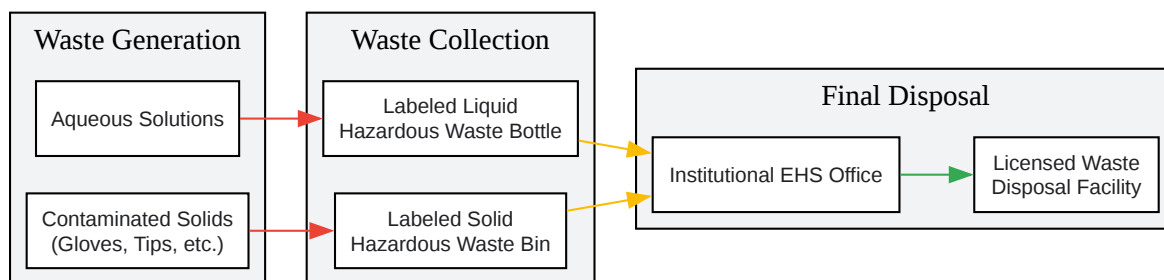 Waste Generation
Aqueous Solutions
Contaminated Solids
(Gloves, Tips, etc.)
Waste Collection
Labeled Liquid
Hazardous Waste Bottle
Labeled Solid
Hazardous Waste Bin
Final Disposal
Institutional EHS Office
Licensed Waste
Disposal Facility